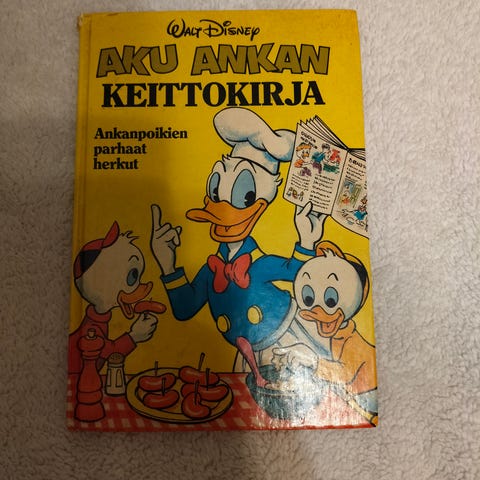 Walt Disney
AKU ANKAN
KEITTOKIRJA
Ankanpoikien
parhaat
herkut